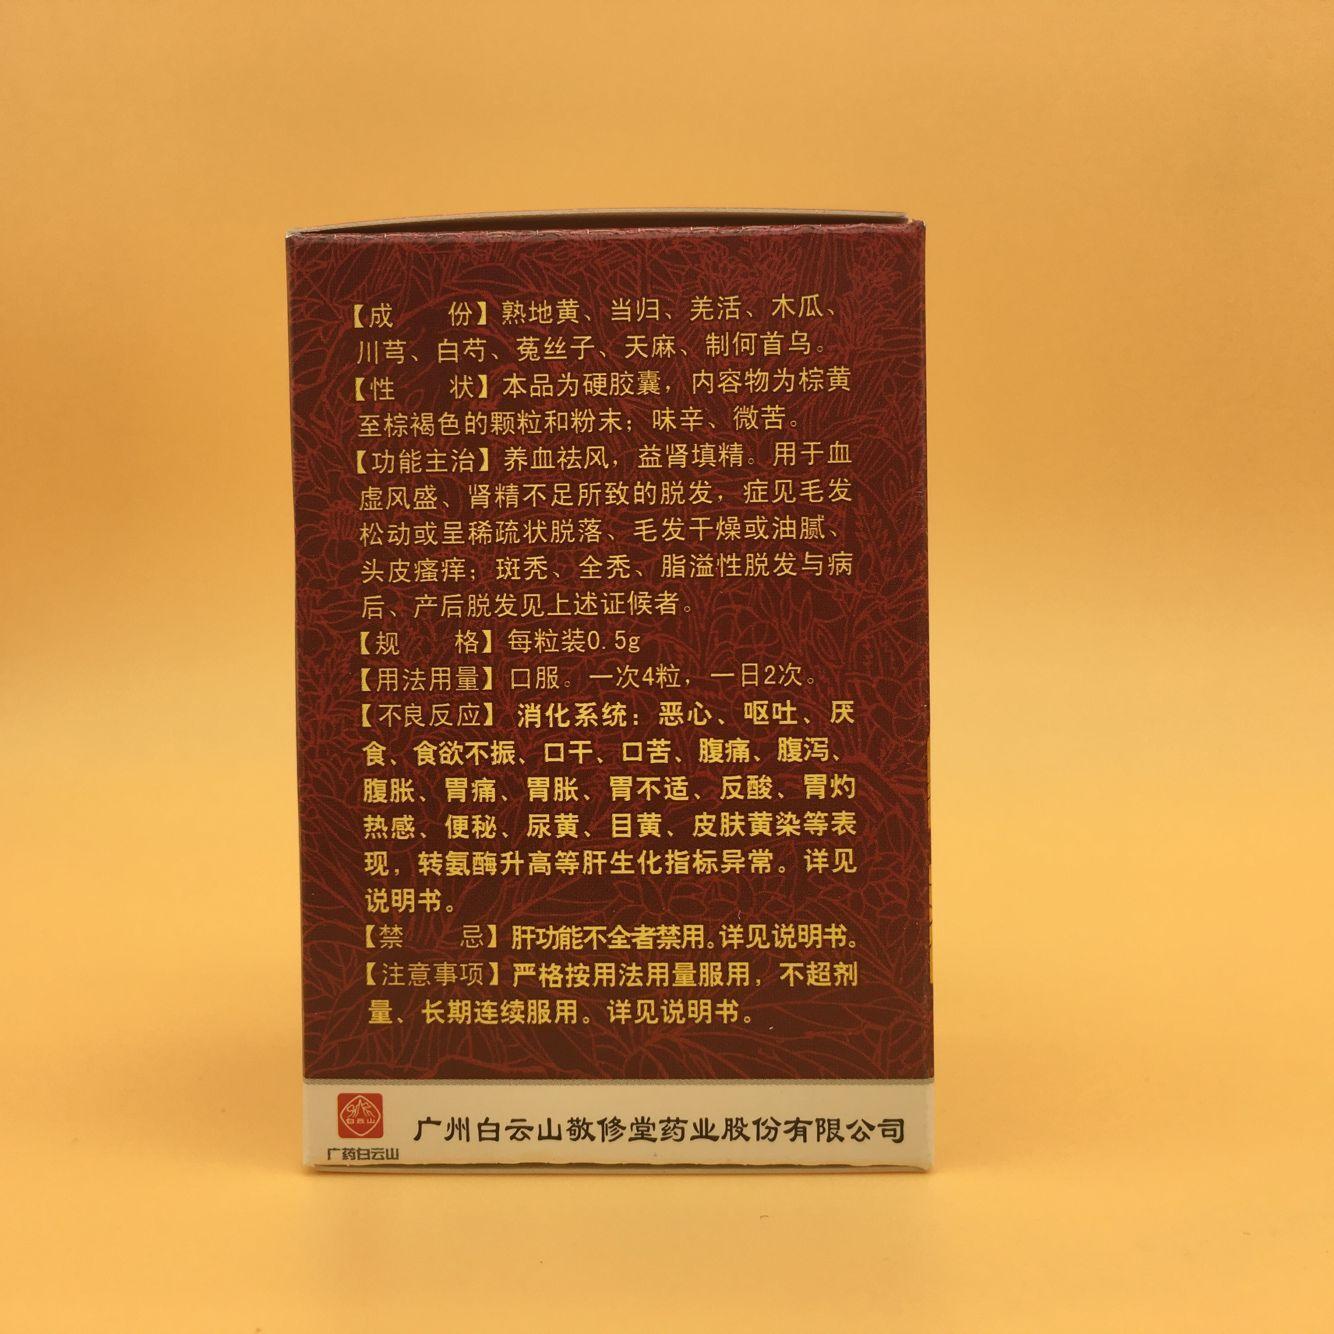 【成　　份】熟地黄、当归、羌活、木瓜、
川芎、白芍、菟丝子、天麻、制何首乌。
【性　　状】本品为硬胶囊，内容物为棕黄
至棕褐色的颗粒和粉末；味辛、微苦。
【功能主治】养血祛风，益肾填精。用于血
虚风盛、肾精不足所致的脱发，症见毛发
松动或呈稀疏状脱落、毛发干燥或油腻、
头皮瘙痒；斑秃、全秃、脂溢性脱发与病
后、产后脱发见上述证候者。
【规　　格】每粒装0.5g
【用法用量】口服。一次4粒，一日2次。
【不良反应】消化系统：恶心、呕吐、厌
食、食欲不振、口干、口苦、腹痛、腹泻、
腹胀、胃痛、胃胀、胃不适、反酸、胃灼
热感、便秘、尿黄、目黄、皮肤黄染等表
现，转氨酶升高等肝生化指标异常。详见
说明书。
【禁　　忌】肝功能不全者禁用。详见说明书。
【注意事项】严格按用法用量服用，不超剂
量、长期连续服用。详见说明书。
白云山
广药白云山
广州白云山敬修堂药业股份有限公司